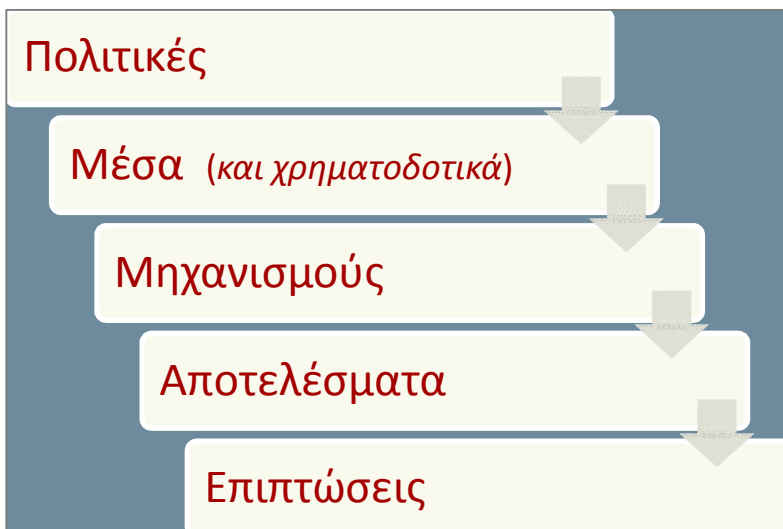 Πολιτικές
Μέσα (και χρηματοδοτικά)
Μηχανισμούς
Αποτελέσματα
Επιπτώσεις